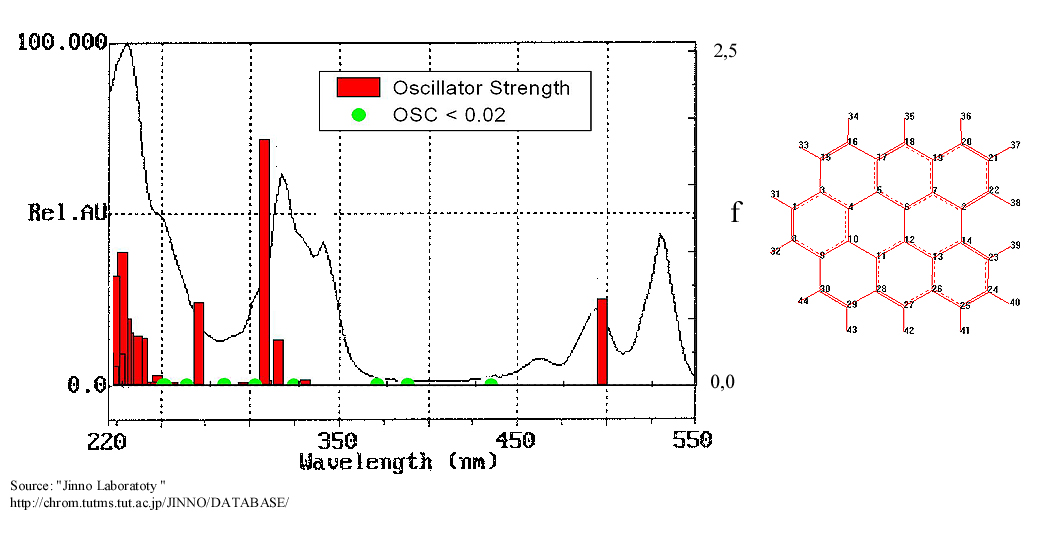 100.000
2,5
Oscillator Strength
OSC < 0.02
Rel.AU
f
0.0
0,0
220
350
450
550
Wavelength (nm)
34 35 36
33 16 18 20 37
15 17 19 21
31 3 5 7 22
1 4 6 2 38
8 10 12 14 39
32 9 11 13 23
30 28 26 24
44 29 27 25 40
43 42 41
Source: "Jinno Laboratoty "
http://chrom.tutms.tut.ac.jp/JINNO/DATABASE/